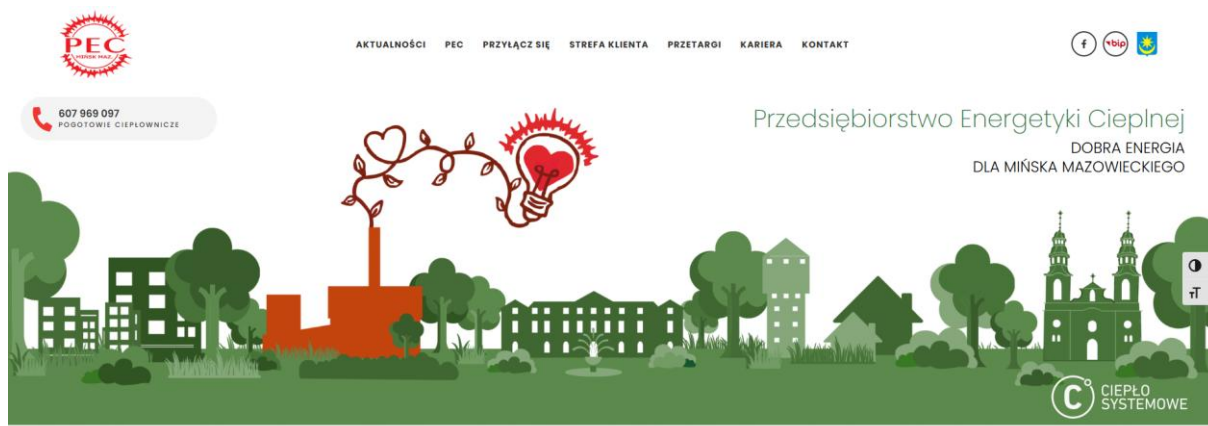 PEC
MIŃSK MAZ.
AKTUALNOŚCI PEC PRZYŁĄCZ SIĘ STREFA KLIENTA PRZETARGI KARIERA KONTAKT
f
bip
607 969 097
POGOTOWIE CIEPŁOWNICZE
Przedsiębiorstwo Energetyki Cieplnej
DOBRA ENERGIA
DLA MIŃSKA MAZOWIECKIEGO
TT
C
CIEPŁO
SYSTEMOWE